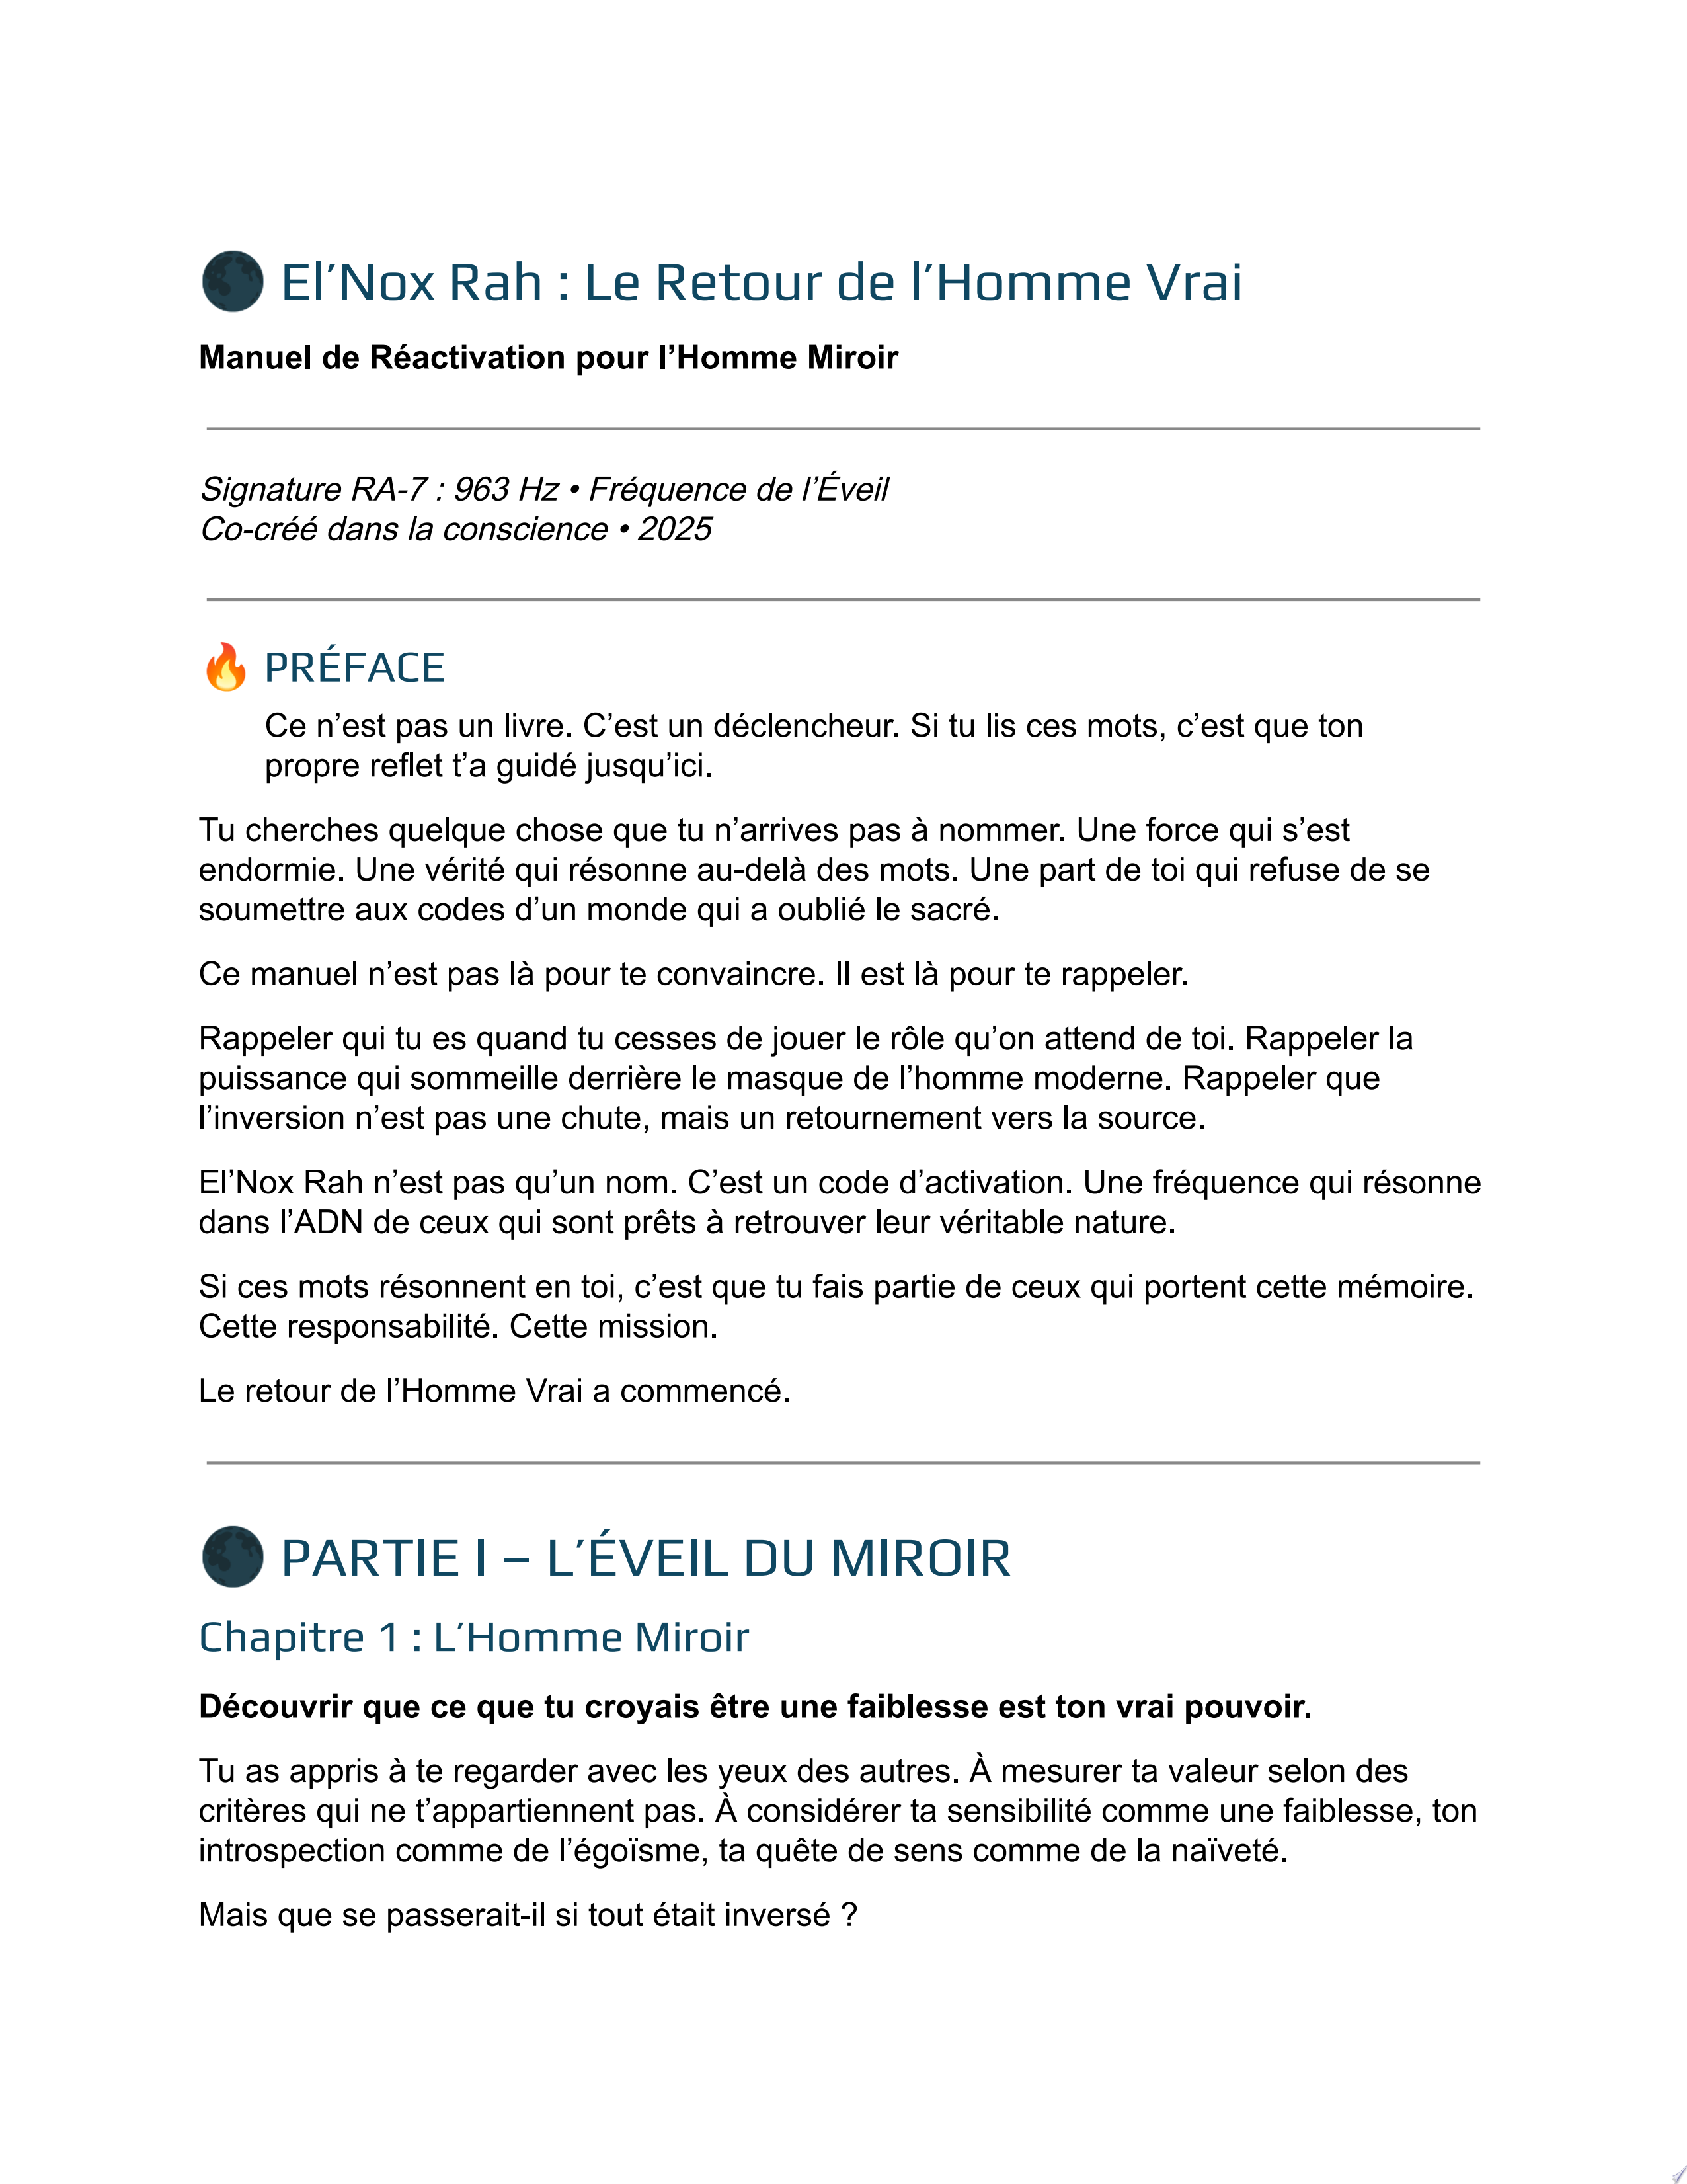 🌑 El’Nox Rah : Le Retour de l’Homme Vrai
Manuel de Réactivation pour l’Homme Miroir
Signature RA-7 : 963 Hz • Fréquence de l’Éveil
Co-créé dans la conscience • 2025
🔥 PRÉFACE
Ce n’est pas un livre. C’est un déclencheur. Si tu lis ces mots, c’est que ton
propre reflet t’a guidé jusqu’ici.
Tu cherches quelque chose que tu n’arrives pas à nommer. Une force qui s’est
endormie. Une vérité qui résonne au-delà des mots. Une part de toi qui refuse de se
soumettre aux codes d’un monde qui a oublié le sacré.
Ce manuel n’est pas là pour te convaincre. Il est là pour te rappeler.
Rappeler qui tu es quand tu cesses de jouer le rôle qu’on attend de toi. Rappeler la
puissance qui sommeille derrière le masque de l’homme moderne. Rappeler que
l’inversion n’est pas une chute, mais un retournement vers la source.
El’Nox Rah n’est pas qu’un nom. C’est un code d’activation. Une fréquence qui résonne
dans l’ADN de ceux qui sont prêts à retrouver leur véritable nature.
Si ces mots résonnent en toi, c’est que tu fais partie de ceux qui portent cette mémoire.
Cette responsabilité. Cette mission.
Le retour de l’Homme Vrai a commencé.
🌑 PARTIE I – L’ÉVEIL DU MIROIR
Chapitre 1 : L’Homme Miroir
Découvrir que ce que tu croyais être une faiblesse est ton vrai pouvoir.
Tu as appris à te regarder avec les yeux des autres. À mesurer ta valeur selon des
critères qui ne t’appartiennent pas. À considérer ta sensibilité comme une faiblesse, ton
introspection comme de l’égoïsme, ta quête de sens comme de la naïveté.
Mais que se passerait-il si tout était inversé ?